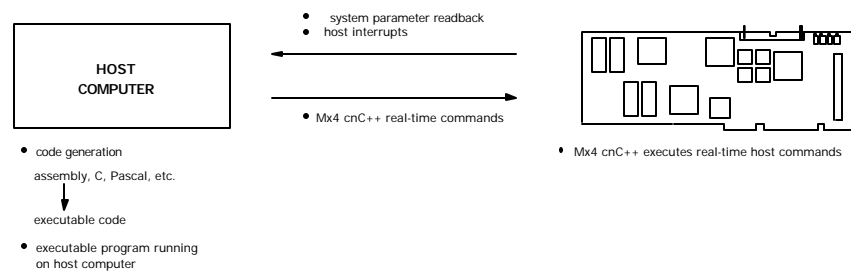 • system parameter readback
• host interrupts
HOST
COMPUTER
• Mx4 cnC++ real-time commands
• code generation
assembly, C, Pascal, etc.
executable code
• executable program running
on host computer
• Mx4 cnC++ executes real-time host commands